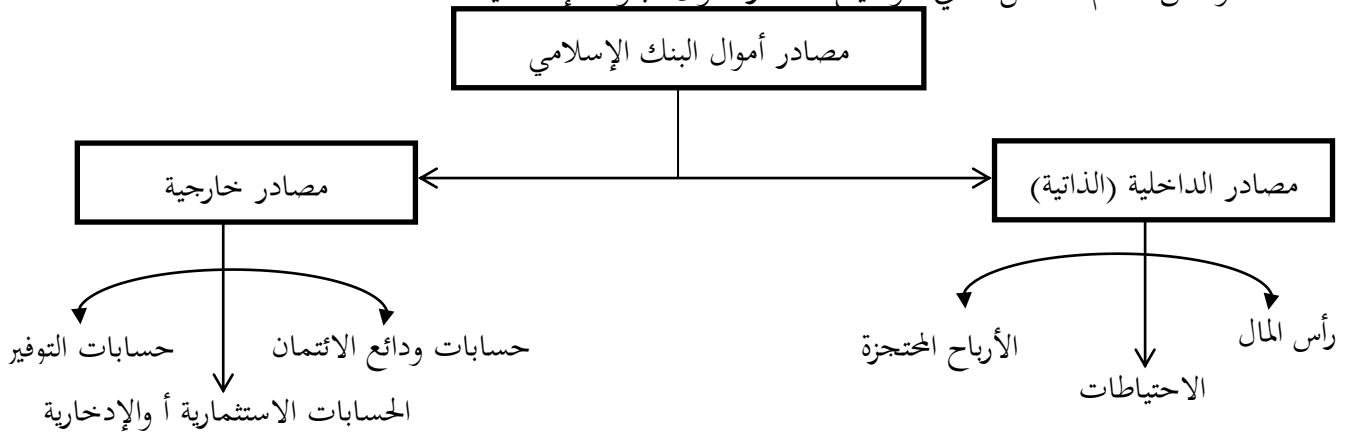 مصادر أموال البنك الإسلامي
مصادر الداخلية (الذاتية)
مصادر خارجية
رأس المال
الأرباح المحتجزة
الاحتياطات
حسابات ودائع الائتمان
حسابات التوفير
الحسابات الاستثمارية أ والإدخارية